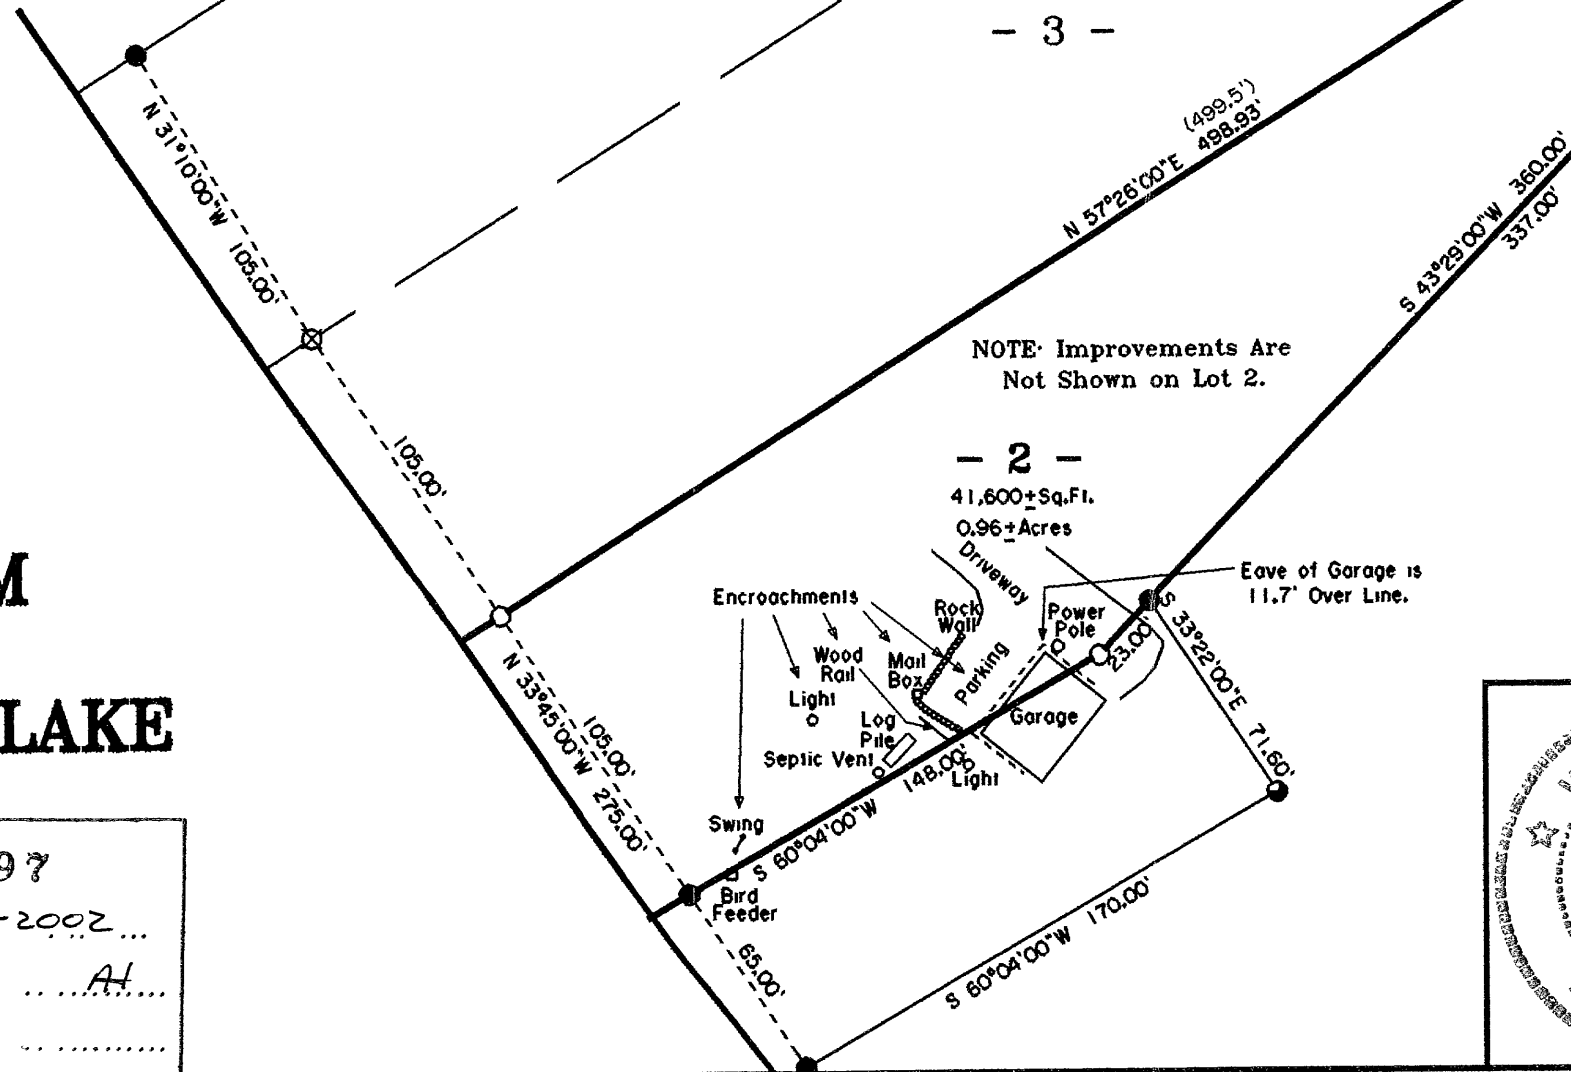 - 3 -
N 31°10'00"W 105.00'
(499.5')
N 57°26'00"E 498.93'
S 43°29'00"W 360.00'
337.00'
NOTE: Improvements Are
Not Shown on Lot 2.
105.00'
- 2 -
41,600±Sq.Ft.
0.96±Acres
M
Driveway
Eave of Garage is
11.7' Over Line.
Encroachments
Rock
Wall
Power
Pole
S 33°22'00"E 71.60'
23.00'
Wood
Rail
Mail
Box
Parking
Light
Log
Pile
Garage
LAKE
Septic Vent
148.00'
Light
105.00'
N 33°45'00"W 275.00'
Swing
S 60°04'00"W
Bird
Feeder
97
-2002
65.00'
S 60°04'00"W 170.00'